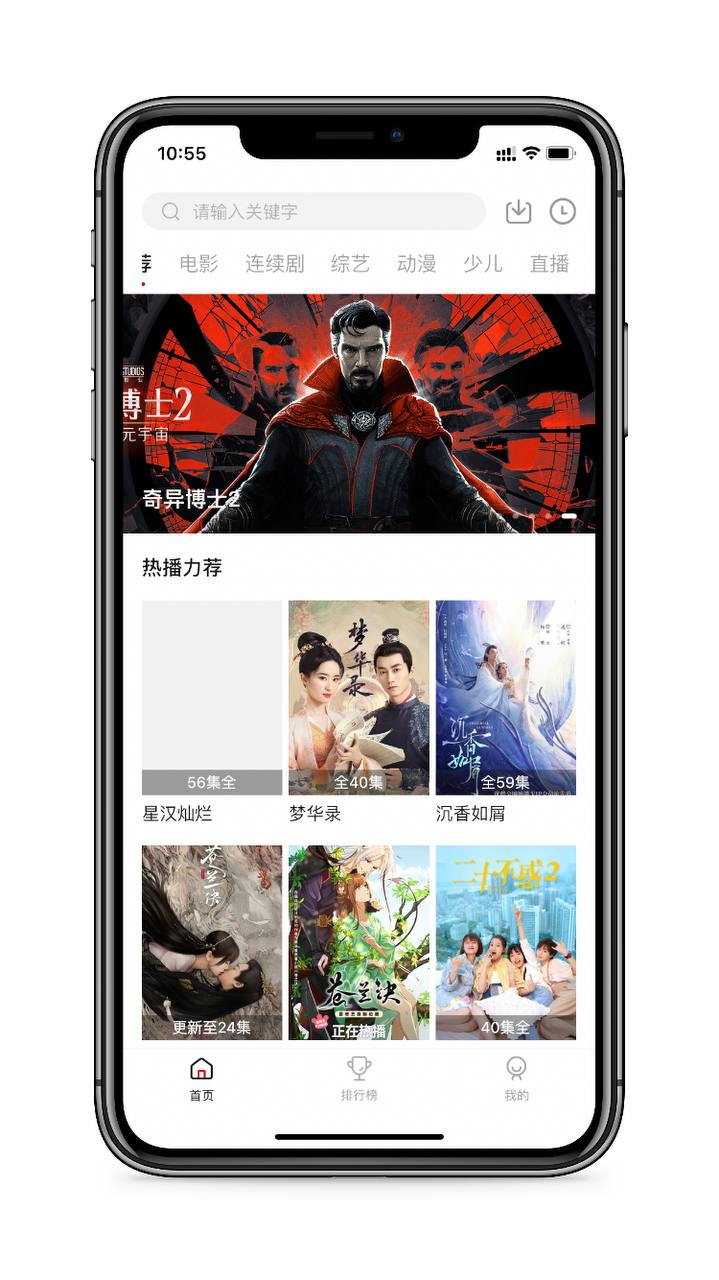 10:55
请输入关键字
荐 电影 连续剧 综艺 动漫 少儿 直播
STUDIOS
博士2
元宇宙
奇异博士2
热播力荐
56集全
梦华录
全40集
沉香如屑
全59集
星汉灿烂 梦华录 沉香如屑
苍兰诀
更新至24集
苍兰诀
正在热播
二十不惑2
40集全
首页 排行榜 我的